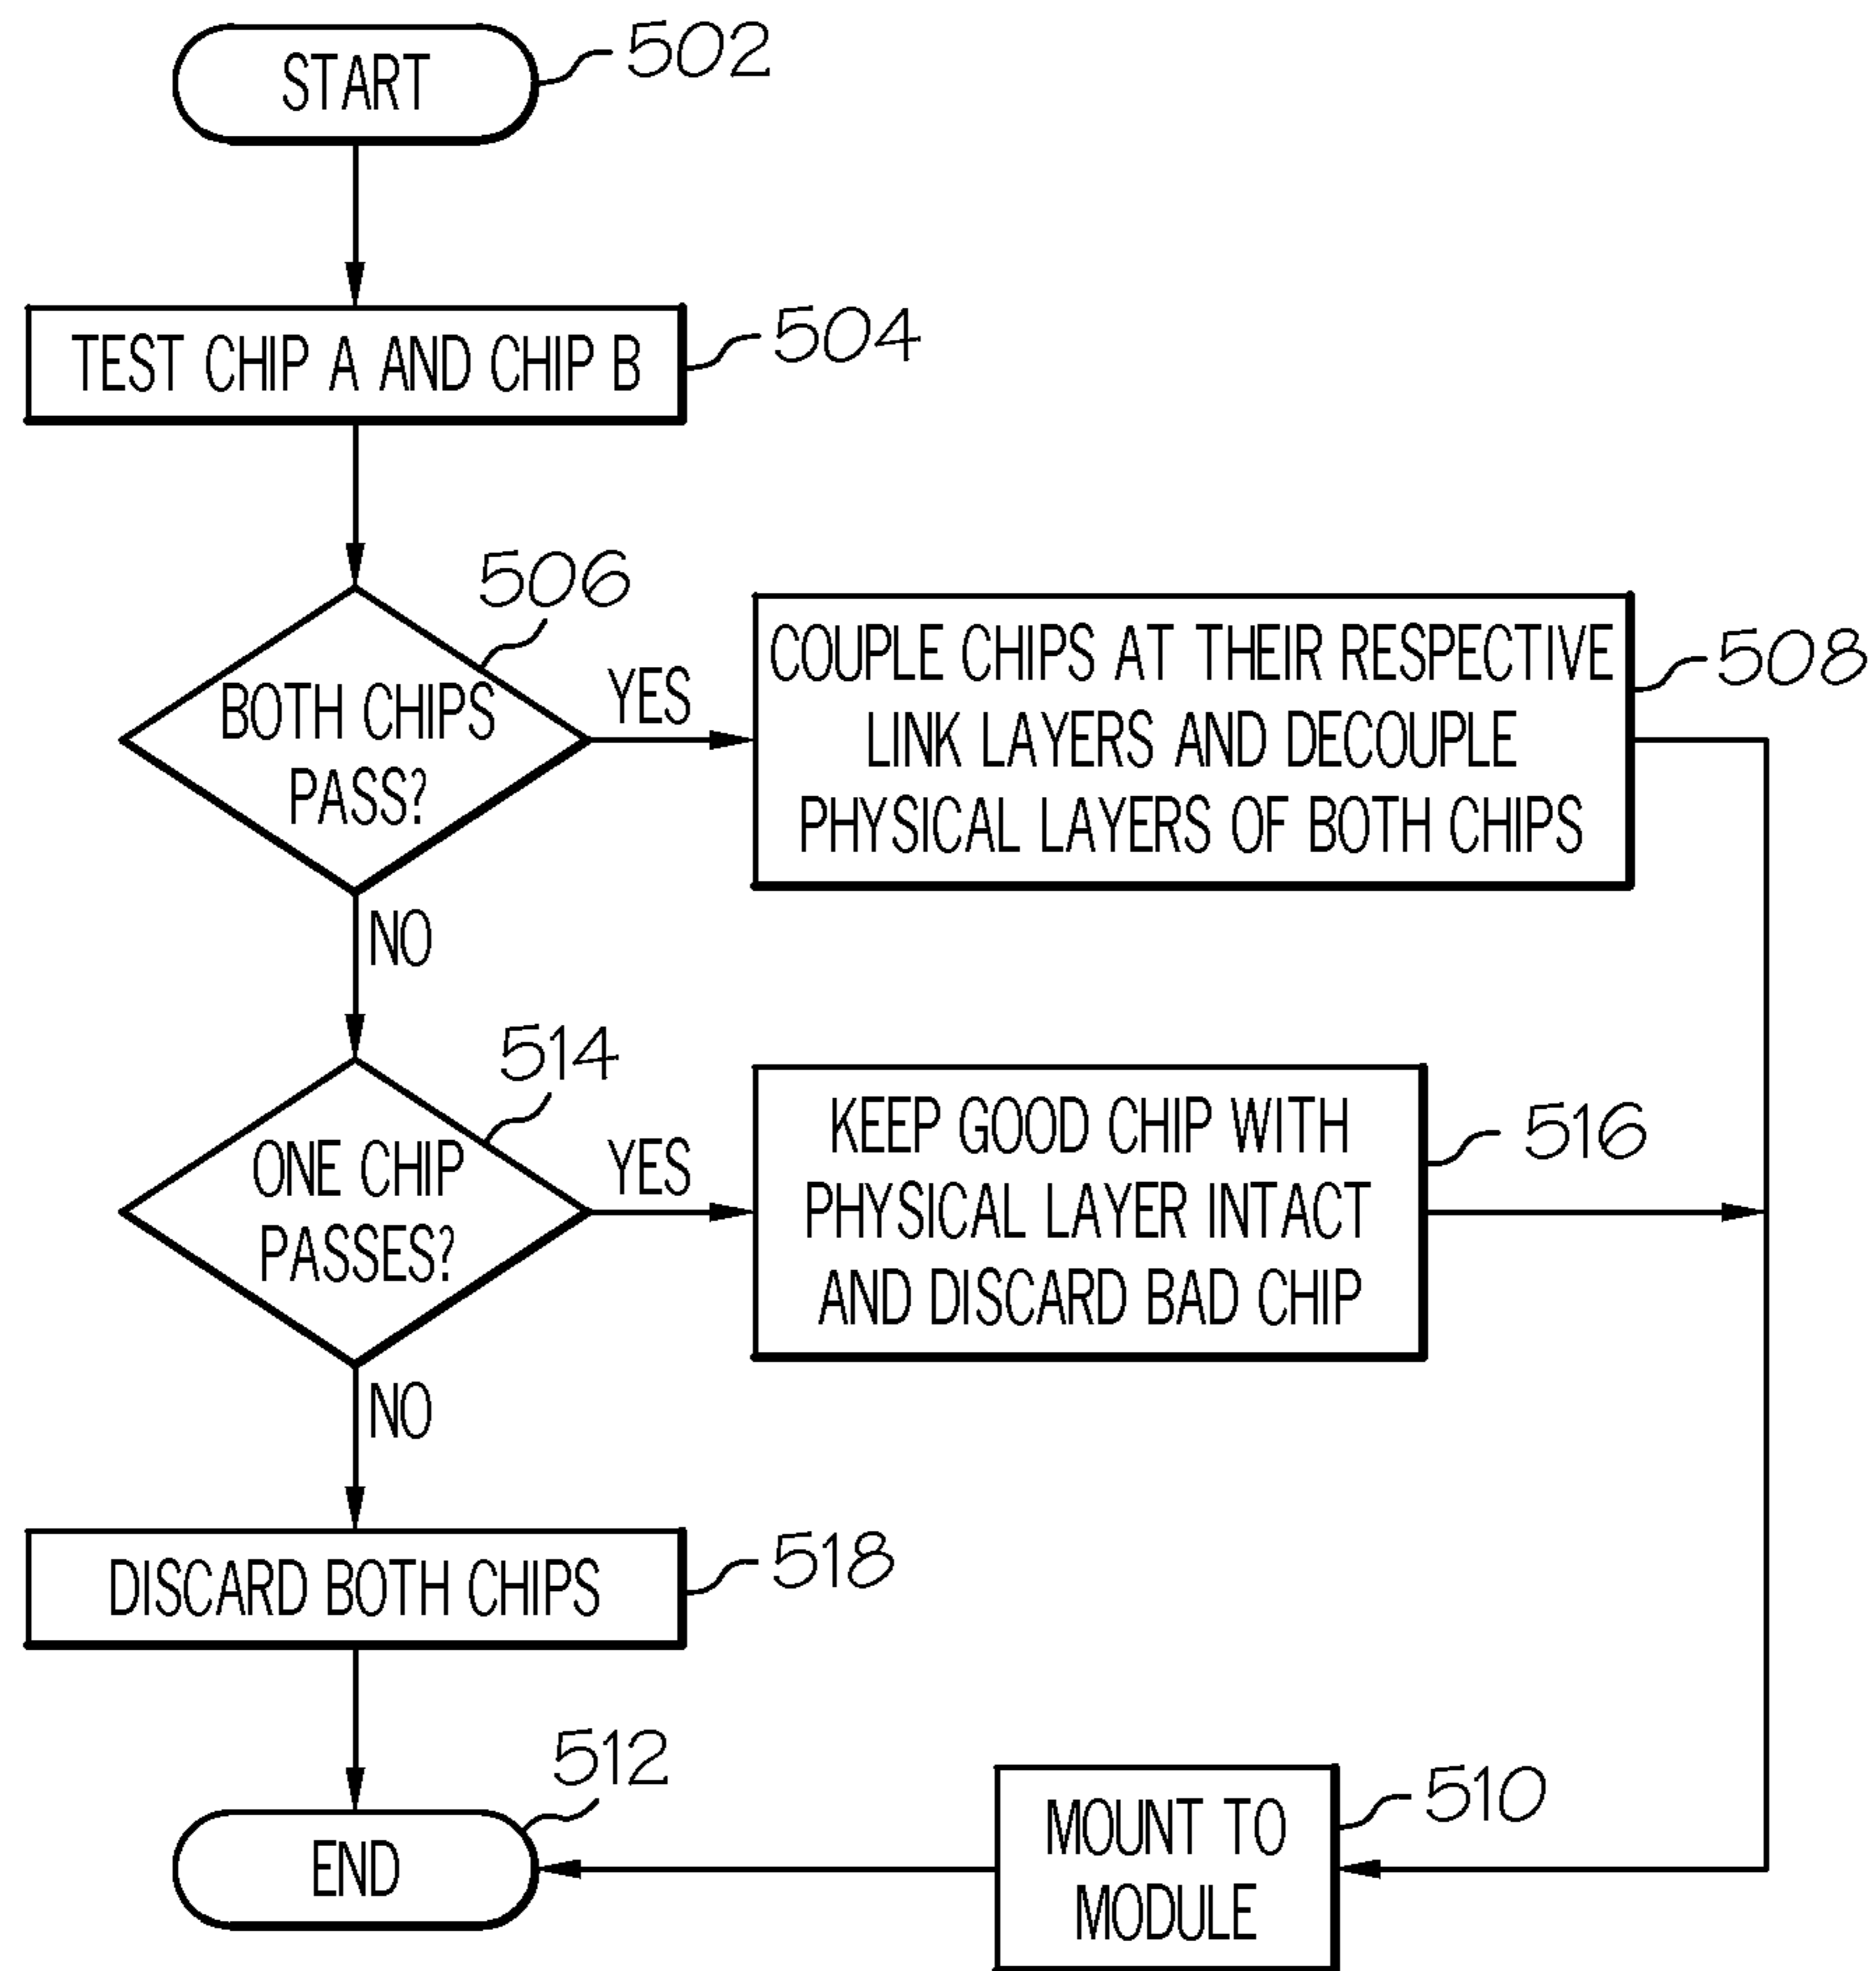 START
502
TEST CHIP A AND CHIP B
504
506
BOTH CHIPS
PASS?
YES
NO
COUPLE CHIPS AT THEIR RESPECTIVE
LINK LAYERS AND DECOUPLE
PHYSICAL LAYERS OF BOTH CHIPS
508
514
ONE CHIP
PASSES?
YES
NO
KEEP GOOD CHIP WITH
PHYSICAL LAYER INTACT
AND DISCARD BAD CHIP
516
DISCARD BOTH CHIPS
518
512
END
MOUNT TO
MODULE
510